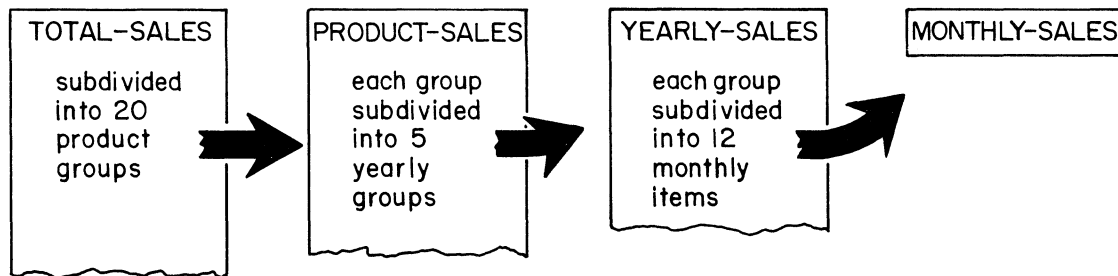 TOTAL-SALES
subdivided
into 20
product
groups
PRODUCT-SALES
each group
subdivided
into 5
yearly
groups
YEARLY-SALES
each group
subdivided
into 12
monthly
items
MONTHLY-SALES